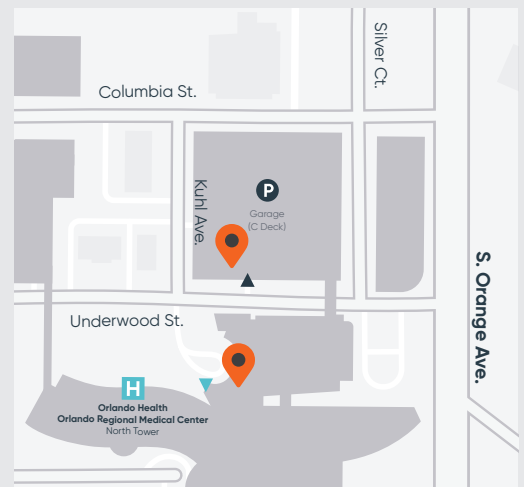 Silver Ct.
Columbia St.
P
Kuhl Ave.
Garage
(C Deck)
S. Orange Ave.
Underwood St.
H
Orlando Health
Orlando Regional Medical Center
North Tower